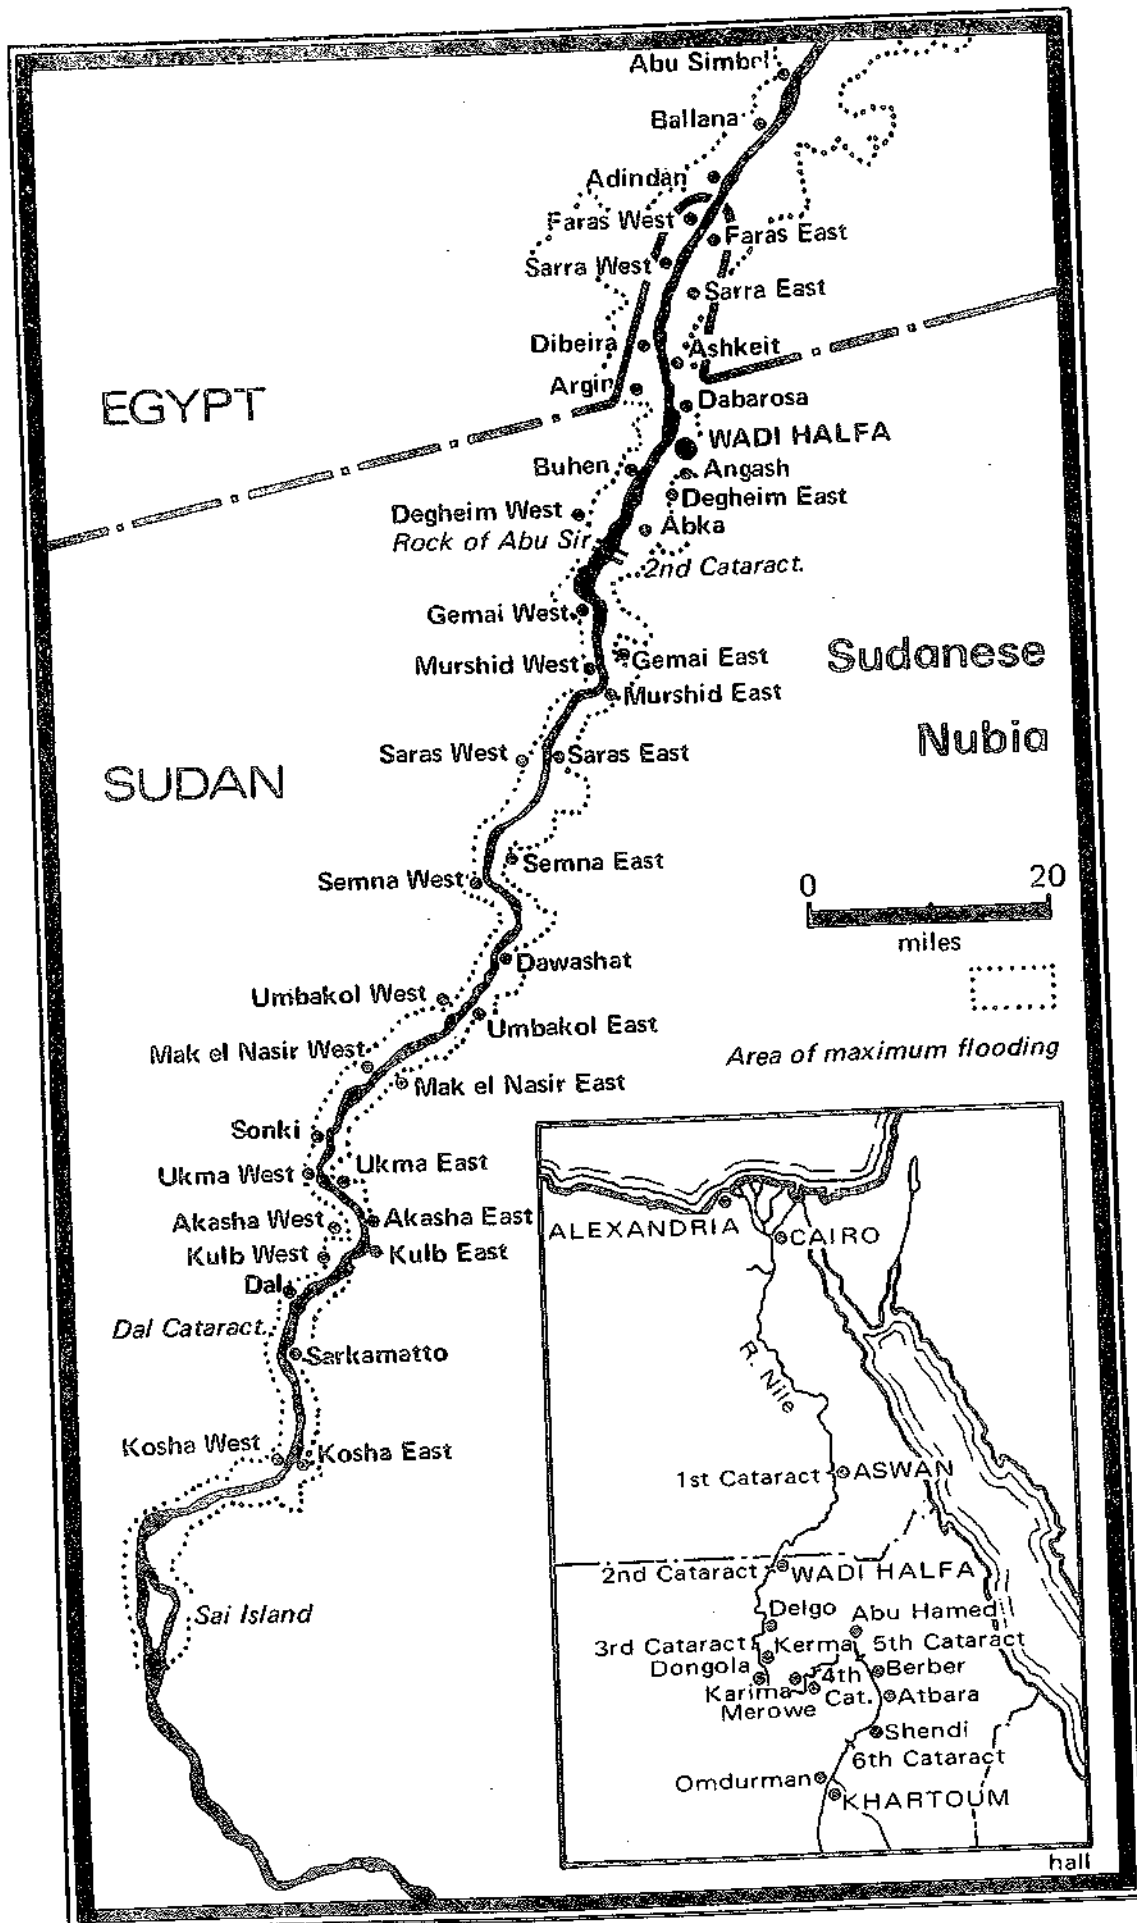 Abu Simbel
Ballana
Adindan
Faras West
Faras East
Sarra West
Sarra East
Dibeira
Ashkeit
Argin
EGYPT
Dabarosa
WADI HALFA
Buhen
Angash
Degheim West
Degheim East
Rock of Abu Sir
Abka
2nd Cataract.
Gemai West
Gemai East
Sudanese
Murshid West
Murshid East
Nubia
Saras West
Saras East
SUDAN
Semna East
Semna West
0 20
miles
Dawashat
Umbakol West
Umbakol East
Area of maximum flooding
Mak el Nasir West
Mak el Nasir East
Sonki
Ukma East
Ukma West
Akasha West
Akasha East
Kulb West
Kulb East
Dal
Dal Cataract.
Sarkamatto
Kosha West
Kosha East
Sai Island
ALEXANDRIA
CAIRO
R. Nile
1st Cataract
ASWAN
2nd Cataract
WADI HALFA
Delgo
Abu Hamed
3rd Cataract
Kerma
5th Cataract
Dongola
4th
Cat.
Berber
Karima
Merowe
Atbara
Shendi
6th Cataract
Omdurman
KHARTOUM
hall